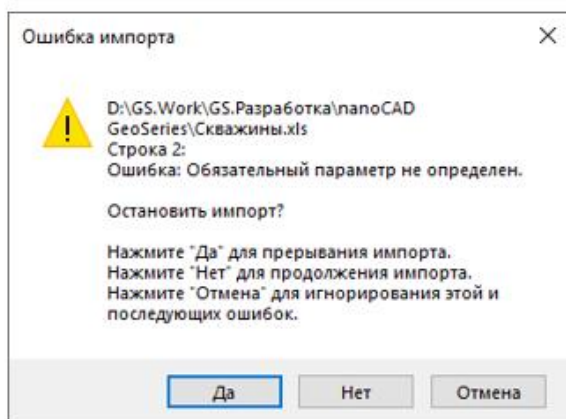 Ошибка импорта
D:\GS.Work\GS.Разработка\nanoCAD
GeoSeries\Скважины.xls
Строка 2:
Ошибка: Обязательный параметр не определен.
Остановить импорт?
Нажмите "Да" для прерывания импорта.
Нажмите "Нет" для продолжения импорта.
Нажмите "Отмена" для игнорирования этой и
последующих ошибок.
Да Нет Отмена